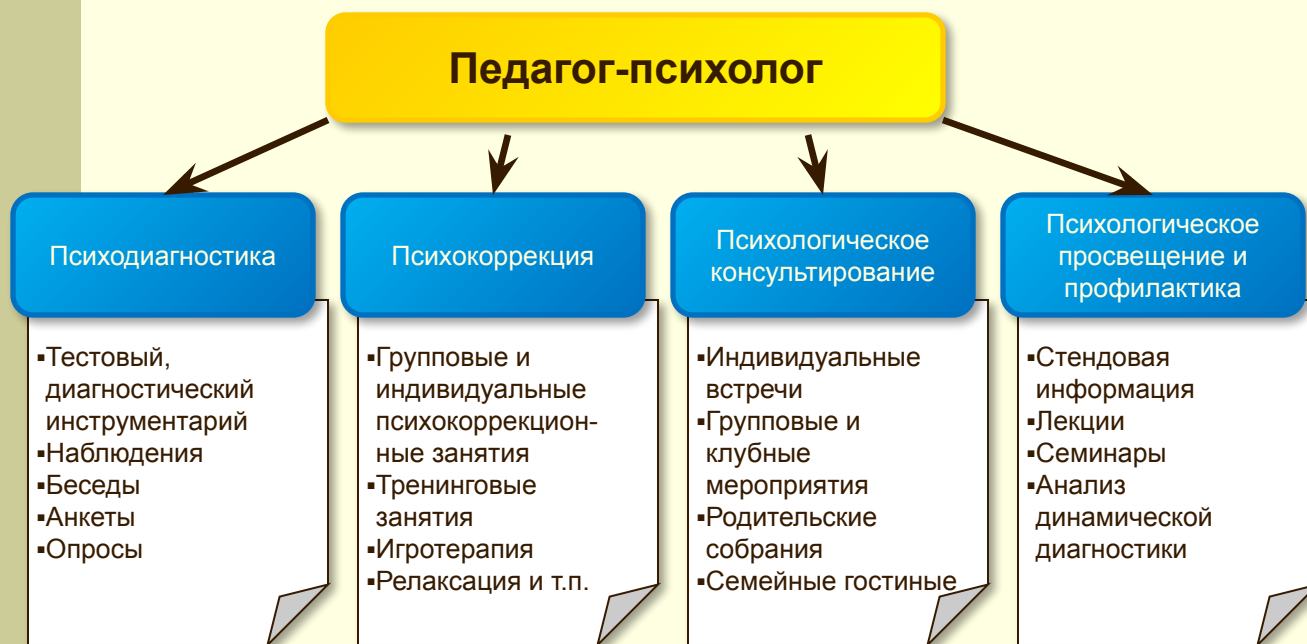 Педагог-психолог
Психодиагностика
▪Тестовый,
диагностический
инструментарий
▪Наблюдения
▪Беседы
▪Анкеты
▪Опросы
Психокоррекция
▪Групповые и
индивидуальные
психокоррекцион-
ные занятия
▪Тренинговые
занятия
▪Игротерапия
▪Релаксация и т.п.
Психологическое
консультирование
▪Индивидуальные
встречи
▪Групповые и
клубные
мероприятия
▪Родительские
собрания
▪Семейные гостиные
Психологическое
просвещение и
профилактика
▪Стендовая
информация
▪Лекции
▪Семинары
▪Анализ
динамической
диагностики